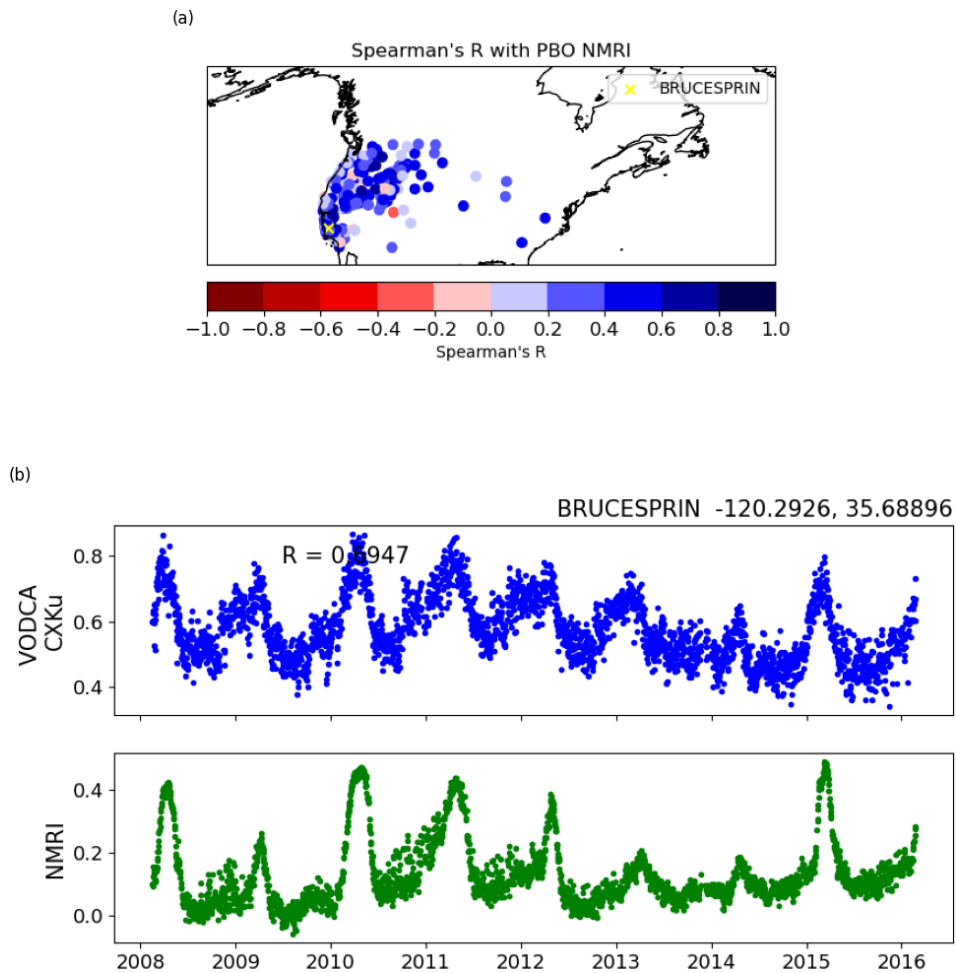 (a)
Spearman's R with PBO NMRI
BRUCESPRIN
−1.0 −0.8 −0.6 −0.4 −0.2 0.0 0.2 0.4 0.6 0.8 1.0
Spearman's R
(b)
BRUCESPRIN -120.2926, 35.68896
R = 0.6947
VODCA
CXKu
0.8
0.6
0.4
NMRI
0.4
0.2
0.0
2008 2009 2010 2011 2012 2013 2014 2015 2016